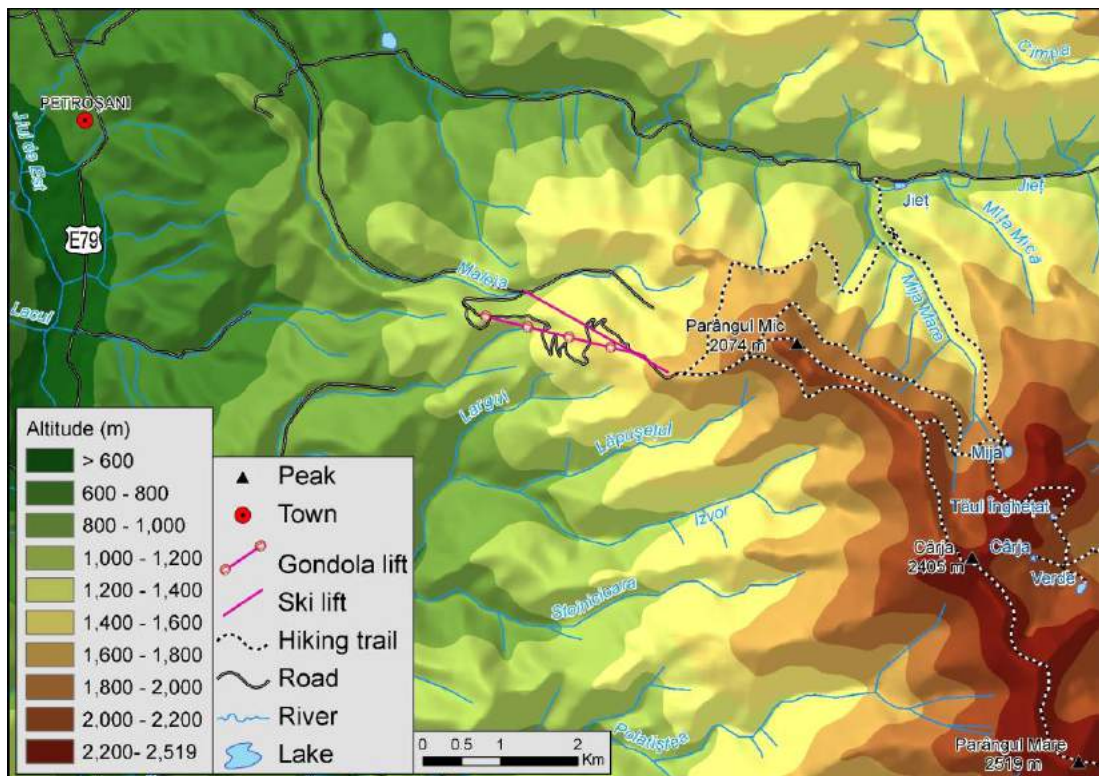 Cimpa
PETROȘANI
Jiul de Est
Jieț
Jieț
Mija Mică
E79
Maleia
Mija Mare
Lacul
Parângul Mic
2074 m
Largul
Lăpușețul
Mija
Izvor
Tăul Înghețat
Cârja
2405 m
Cârja
Verde
Stoinicioara
Polatiștea
Parângul Mare
2519 m
Altitude (m)
> 600
600 - 800
800 - 1,000
1,000 - 1,200
1,200 - 1,400
1,400 - 1,600
1,600 - 1,800
1,800 - 2,000
2,000 - 2,200
2,200- 2,519
Peak
Town
Gondola lift
Ski lift
Hiking trail
Road
River
Lake
0 0.5 1 2
Km